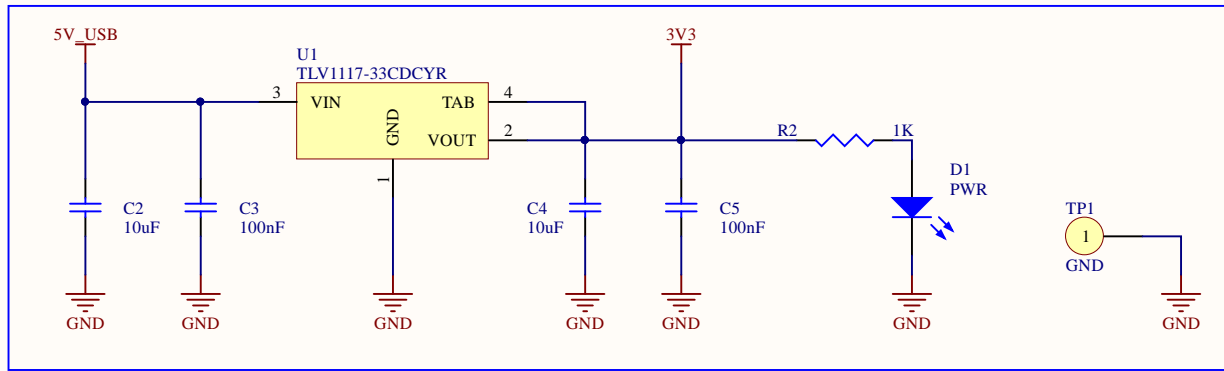 5V_USB
U1
TLV1117-33CDCYR
3V3
3
VIN
TAB
4
GND
VOUT
2
1
R2
1K
D1
PWR
C2
10uF
C3
100nF
C4
10uF
C5
100nF
TP1
1
GND
GND
GND
GND
GND
GND
GND
GND